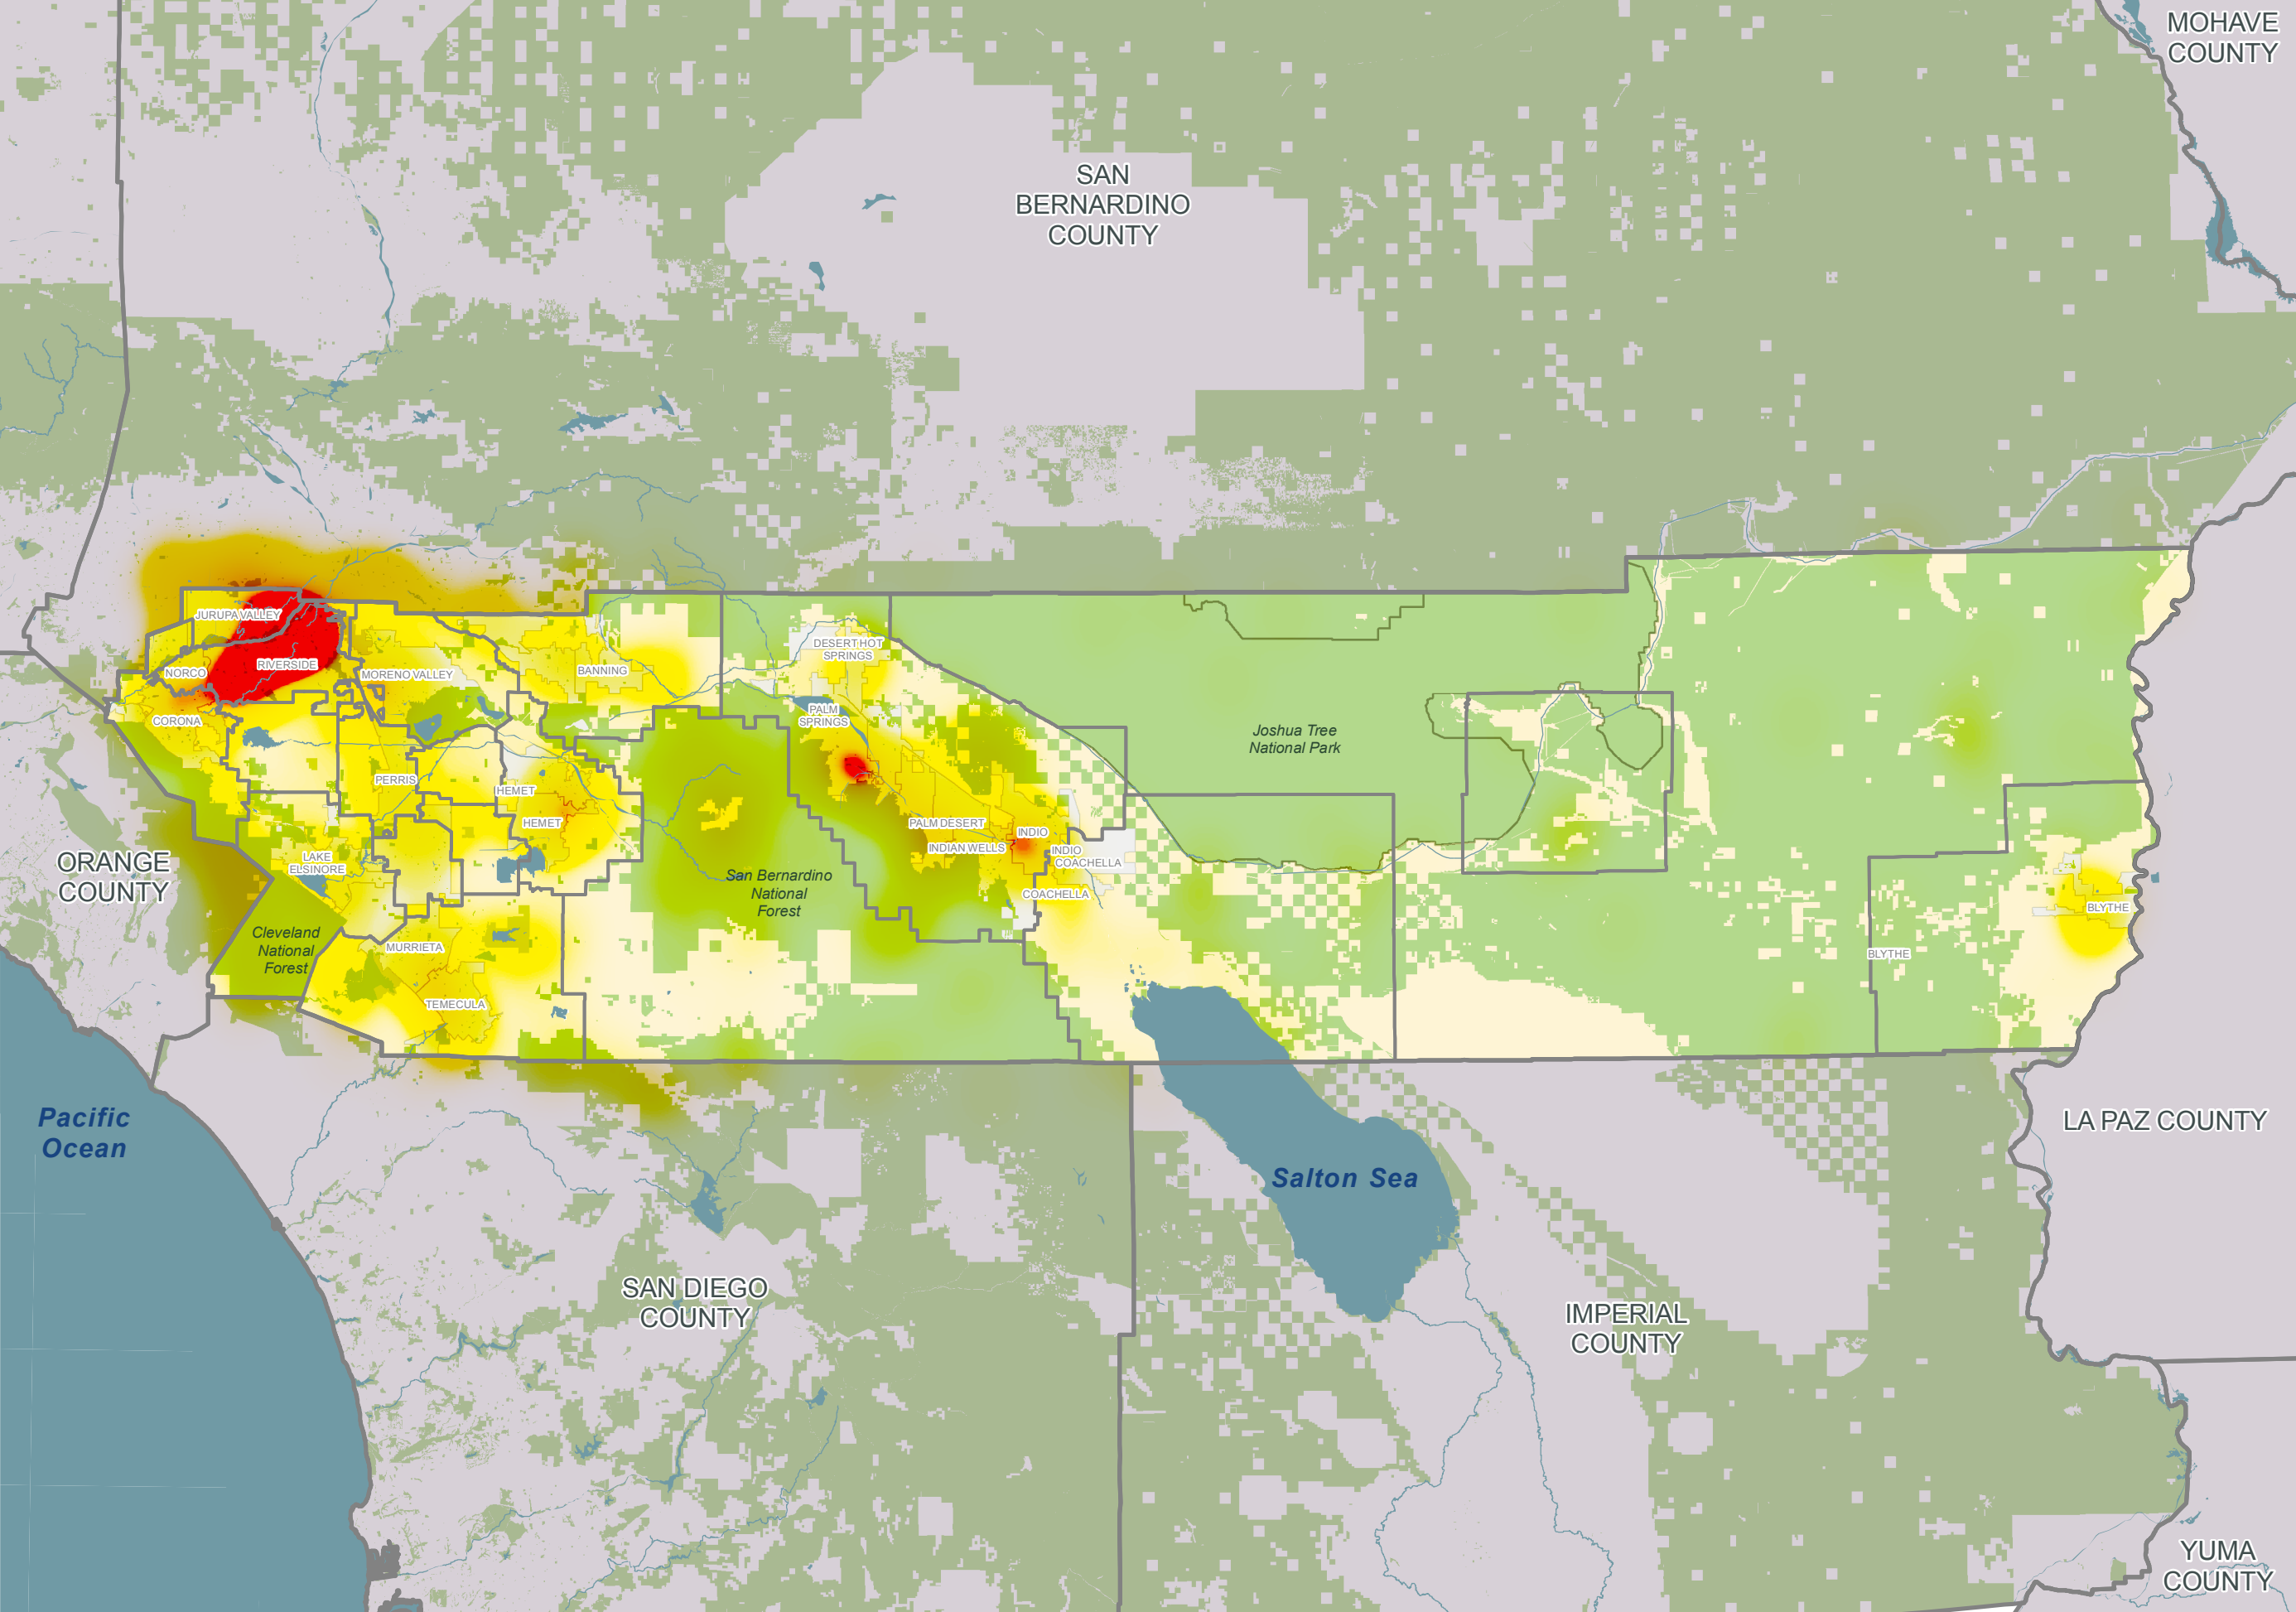 MOHAVE
COUNTY
SAN
BERNARDINO
COUNTY
JURUPA VALLEY
RIVERSIDE
NORCO
MORENO VALLEY
BANNING
CORONA
DESERT HOT
SPRINGS
PALM
SPRINGS
Joshua Tree
National Park
PERRIS
HEMET
HEMET
PALM DESERT
INDIO
INDIAN WELLS
INDIO
COACHELLA
COACHELLA
LAKE
ELSINORE
ORANGE
COUNTY
San Bernardino
National
Forest
Cleveland
National
Forest
MURRIETA
TEMECULA
BLYTHE
BLYTHE
Pacific
Ocean
Salton Sea
LA PAZ COUNTY
SAN DIEGO
COUNTY
IMPERIAL
COUNTY
YUMA
COUNTY